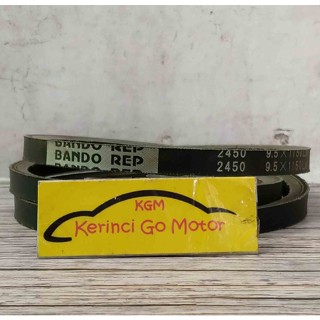 BANDO REP 2450
BANDO REP 2450
KGM
Kerinci Go Motor